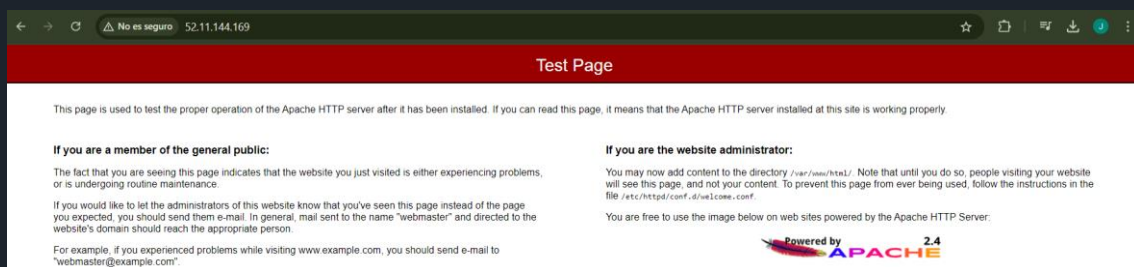 No es seguro 52.11.144.169
J
Test Page
This page is used to test the proper operation of the Apache HTTP server after it has been installed. If you can read this page, it means that the Apache HTTP server installed at this site is working properly.
If you are a member of the general public:
The fact that you are seeing this page indicates that the website you just visited is either experiencing problems,
or is undergoing routine maintenance.
If you would like to let the administrators of this website know that you've seen this page instead of the page
you expected, you should send them e-mail. In general, mail sent to the name "webmaster" and directed to the
website's domain should reach the appropriate person.
For example, if you experienced problems while visiting www.example.com, you should send e-mail to
"webmaster@example.com".
If you are the website administrator:
You may now add content to the directory /var/www/html/. Note that until you do so, people visiting your website
will see this page, and not your content. To prevent this page from ever being used, follow the instructions in the
file /etc/httpd/conf.d/welcome.conf.
You are free to use the image below on web sites powered by the Apache HTTP Server:
Powered by 2.4
APACHE